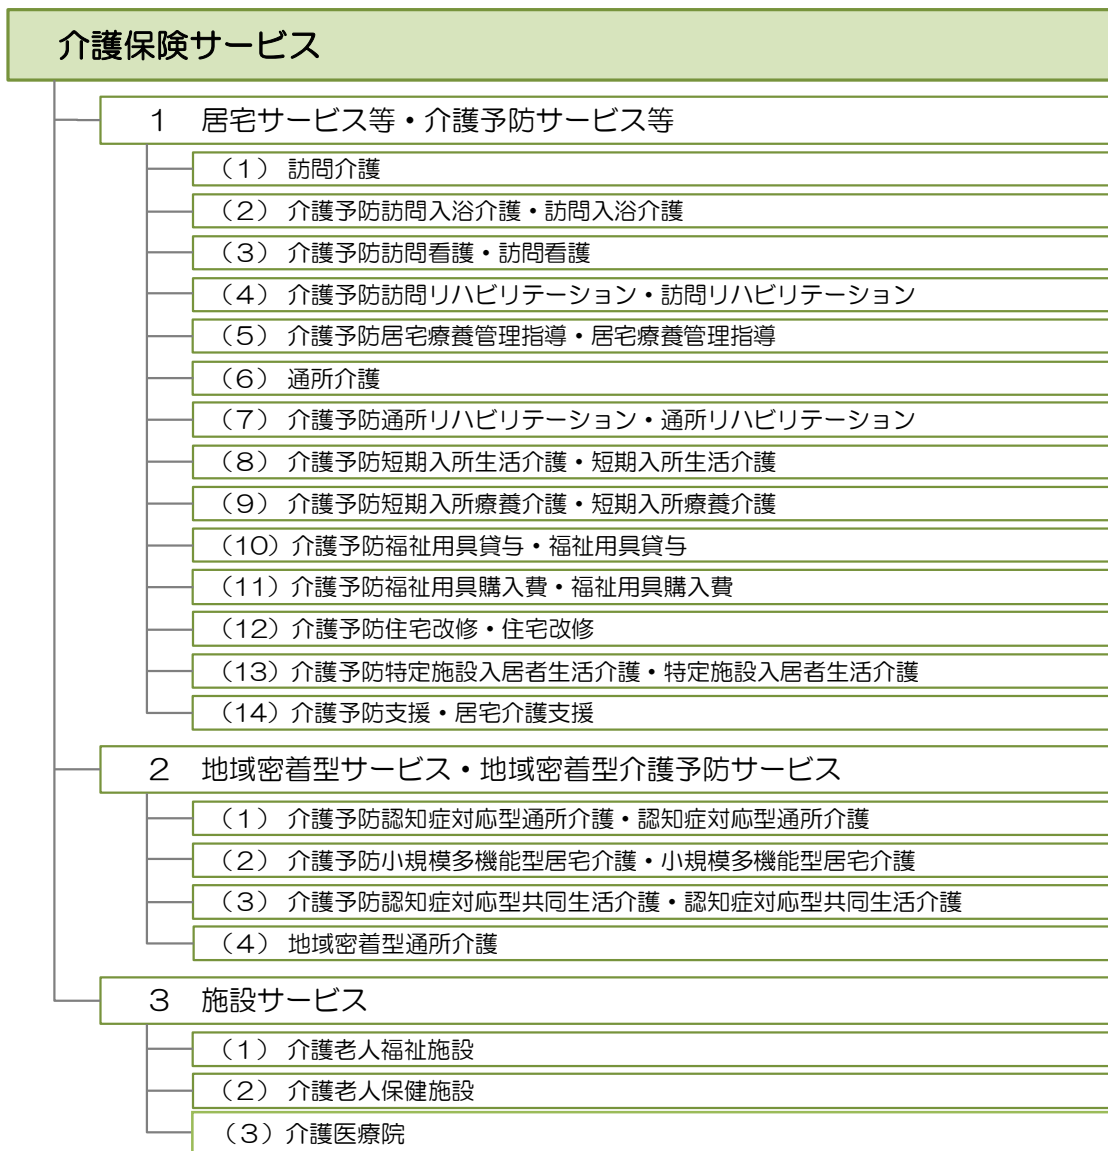 介護保険サービス
１　居宅サービス等・介護予防サービス等
（１） 訪問介護
（２） 介護予防訪問入浴介護・訪問入浴介護
（３） 介護予防訪問看護・訪問看護
（４） 介護予防訪問リハビリテーション・訪問リハビリテーション
（５） 介護予防居宅療養管理指導・居宅療養管理指導
（６） 通所介護
（７） 介護予防通所リハビリテーション・通所リハビリテーション
（８） 介護予防短期入所生活介護・短期入所生活介護
（９） 介護予防短期入所療養介護・短期入所療養介護
（10）介護予防福祉用具貸与・福祉用具貸与
（11）介護予防福祉用具購入費・福祉用具購入費
（12）介護予防住宅改修・住宅改修
（13）介護予防特定施設入居者生活介護・特定施設入居者生活介護
（14）介護予防支援・居宅介護支援
２　地域密着型サービス・地域密着型介護予防サービス
（１） 介護予防認知症対応型通所介護・認知症対応型通所介護
（２） 介護予防小規模多機能型居宅介護・小規模多機能型居宅介護
（３） 介護予防認知症対応型共同生活介護・認知症対応型共同生活介護
（４） 地域密着型通所介護
３　施設サービス
（１） 介護老人福祉施設
（２） 介護老人保健施設
（３）介護医療院